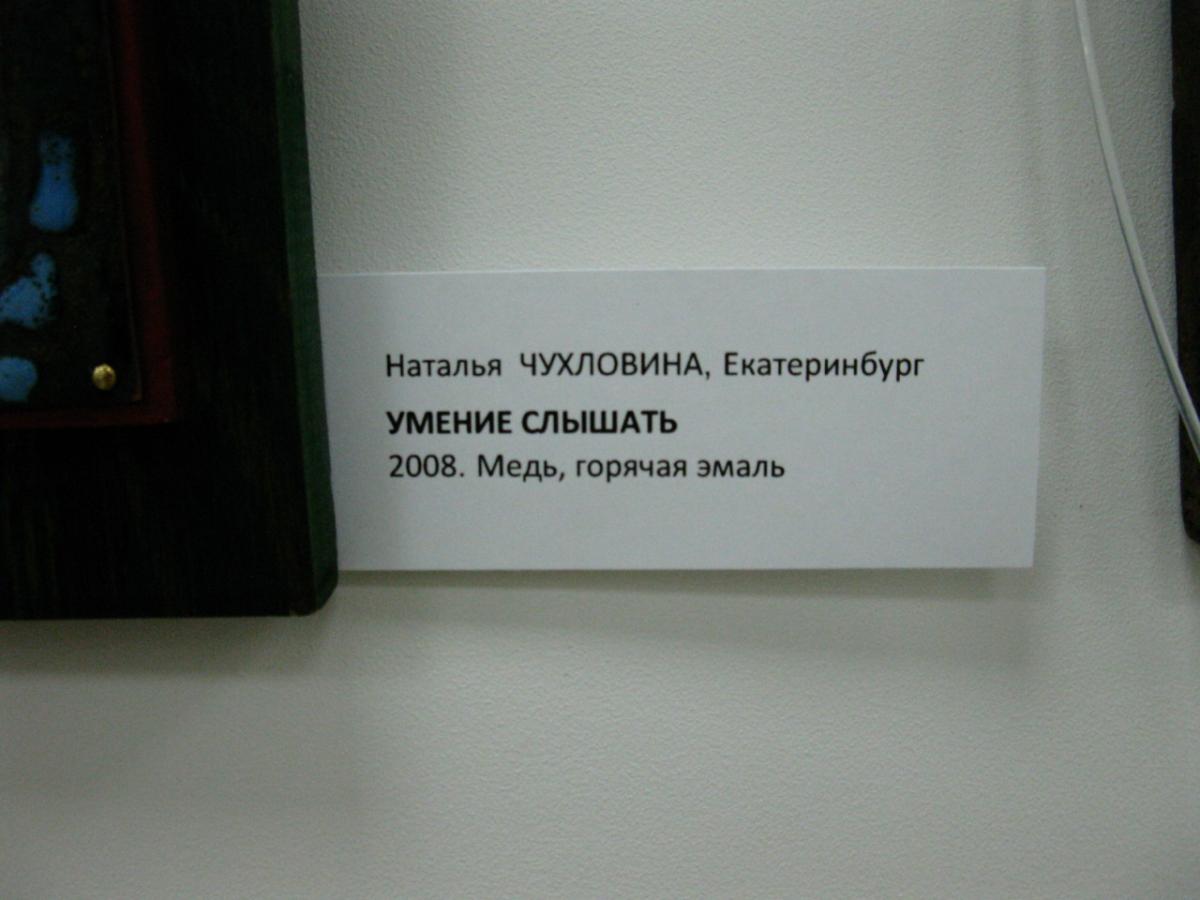 Наталья ЧУХЛОВИНА, Екатеринбург
УМЕНИЕ СЛЫШАТЬ
2008. Медь, горячая эмаль